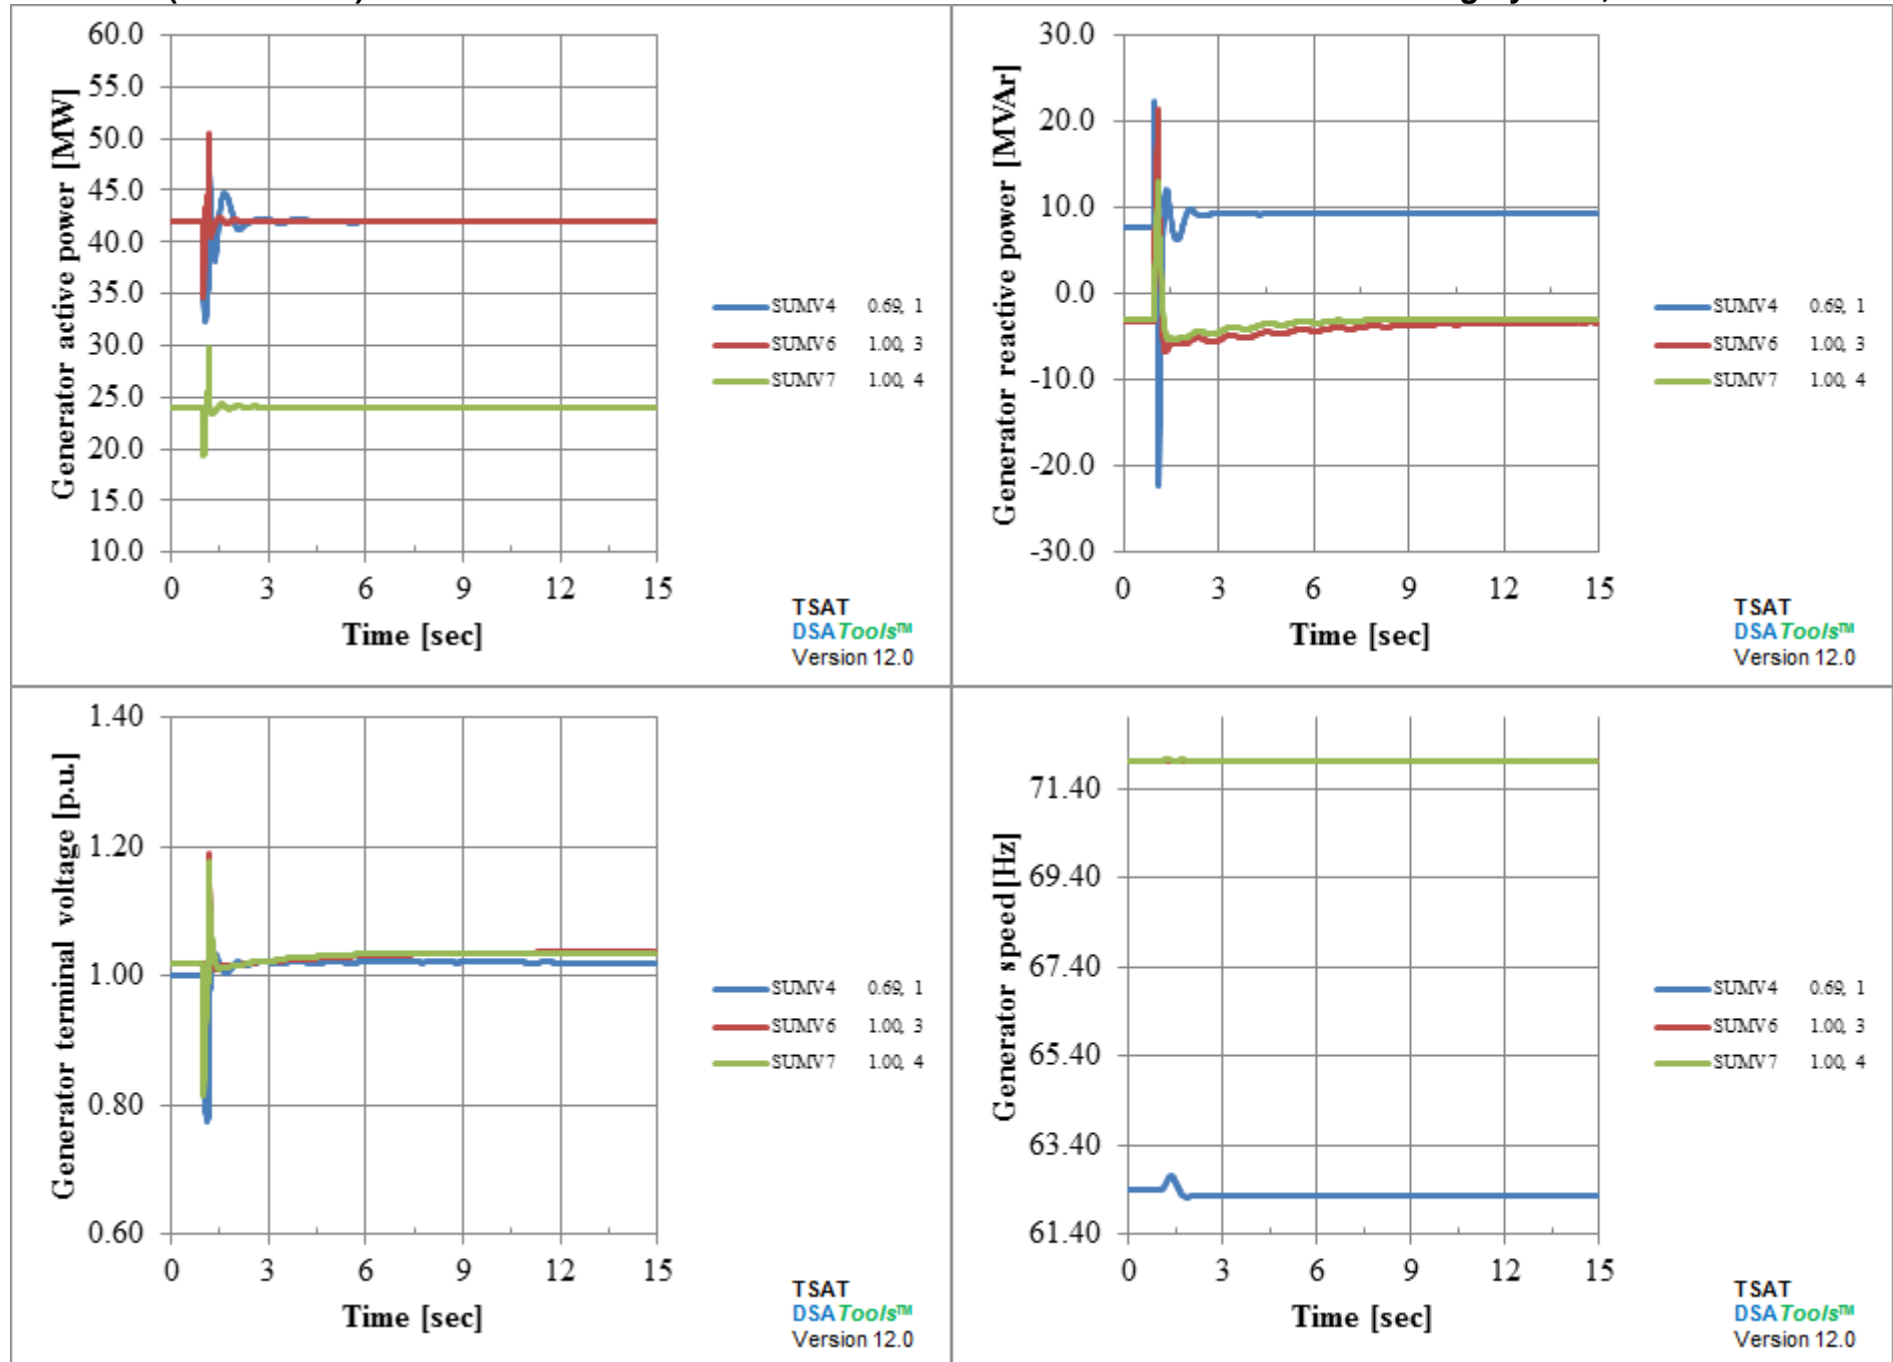 Generator active power [MW]
60.0
55.0
50.0
45.0
40.0
35.0
30.0
25.0
20.0
15.0
10.0
0 3 6 9 12 15
Time [sec]
SUMV4 0.69, 1
SUMV6 1.00, 3
SUMV7 1.00, 4
TSAT
DSATools™
Version 12.0
Generator reactive power [MVAr]
30.0
20.0
10.0
0.0
-10.0
-20.0
-30.0
0 3 6 9 12 15
Time [sec]
SUMV4 0.69, 1
SUMV6 1.00, 3
SUMV7 1.00, 4
TSAT
DSATools™
Version 12.0
Generator terminal voltage [p.u.]
1.40
1.20
1.00
0.80
0.60
0 3 6 9 12 15
Time [sec]
SUMV4 0.69, 1
SUMV6 1.00, 3
SUMV7 1.00, 4
TSAT
DSATools™
Version 12.0
Generator speed[Hz]
71.40
69.40
67.40
65.40
63.40
61.40
0 3 6 9 12 15
Time [sec]
SUMV4 0.69, 1
SUMV6 1.00, 3
SUMV7 1.00, 4
TSAT
DSATools™
Version 12.0